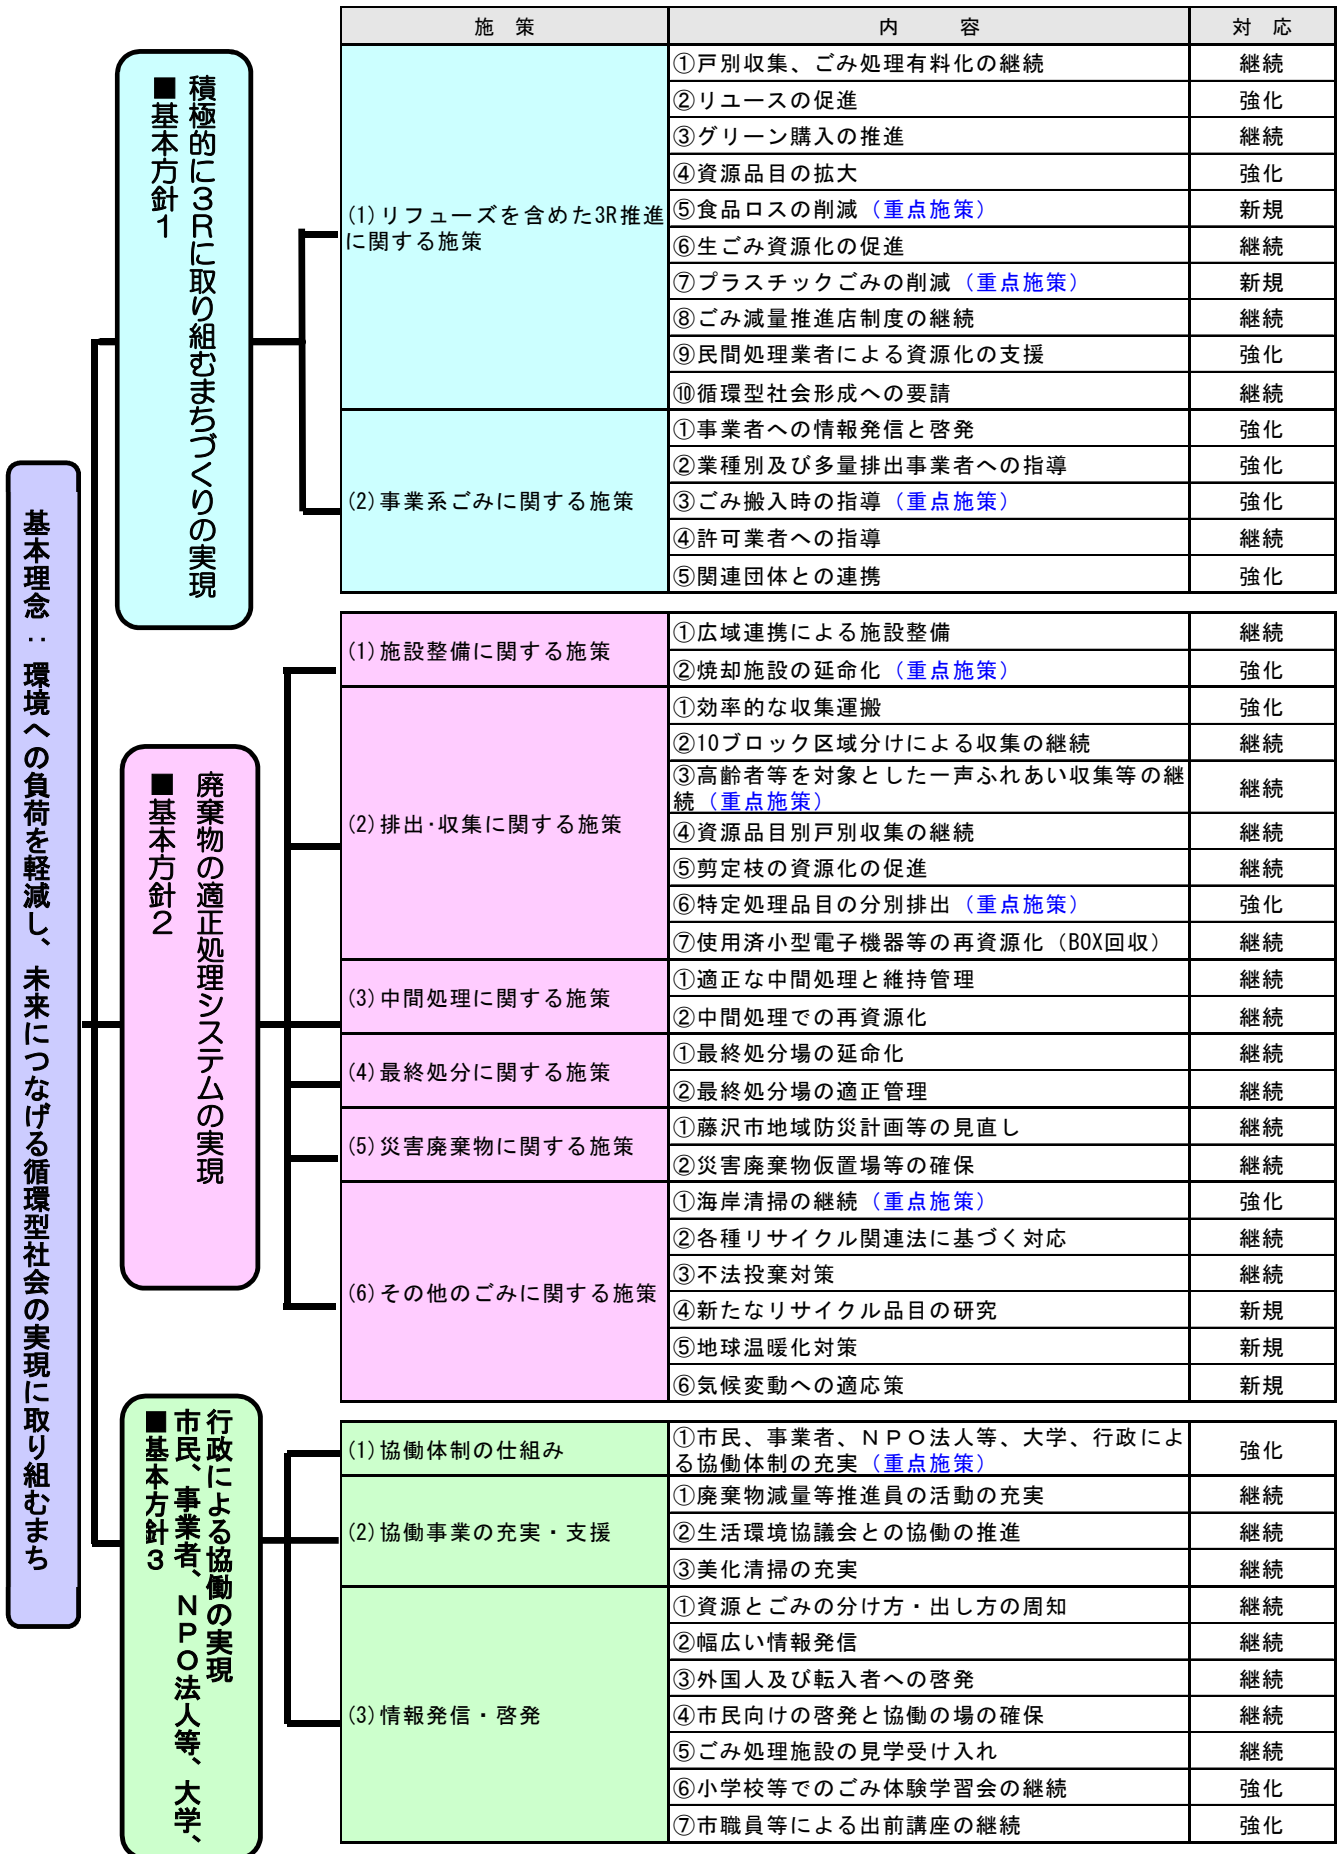 基本理念：環境への負荷を軽減し、未来につなげる循環型社会の実現に取り組むまち
■基本方針１
積極的に３Ｒに取り組むまちづくりの実現
■基本方針２
廃棄物の適正処理システムの実現
■基本方針３
市民、事業者、ＮＰＯ法人等、大学、
行政による協働の実現
施　策　内　容　対　応
(1)リフューズを含めた3R推進
に関する施策
①戸別収集、ごみ処理有料化の継続　継続
②リユースの促進　強化
③グリーン購入の推進　継続
④資源品目の拡大　強化
⑤食品ロスの削減（重点施策）　新規
⑥生ごみ資源化の促進　継続
⑦プラスチックごみの削減（重点施策）　新規
⑧ごみ減量推進店制度の継続　継続
⑨民間処理業者による資源化の支援　強化
⑩循環型社会形成への要請　継続
(2)事業系ごみに関する施策
①事業者への情報発信と啓発　強化
②業種別及び多量排出事業者への指導　強化
③ごみ搬入時の指導（重点施策）　強化
④許可業者への指導　継続
⑤関連団体との連携　強化
(1)施設整備に関する施策
①広域連携による施設整備　継続
②焼却施設の延命化（重点施策）　強化
(2)排出･収集に関する施策
①効率的な収集運搬　強化
②10ブロック区域分けによる収集の継続　継続
③高齢者等を対象とした一声ふれあい収集等の継
続（重点施策）　継続
④資源品目別戸別収集の継続　継続
⑤剪定枝の資源化の促進　継続
⑥特定処理品目の分別排出（重点施策）　強化
⑦使用済小型電子機器等の再資源化（BOX回収）　継続
(3)中間処理に関する施策
①適正な中間処理と維持管理　継続
②中間処理での再資源化　継続
(4)最終処分に関する施策
①最終処分場の延命化　継続
②最終処分場の適正管理　継続
(5)災害廃棄物に関する施策
①藤沢市地域防災計画等の見直し　継続
②災害廃棄物仮置場等の確保　継続
(6)その他のごみに関する施策
①海岸清掃の継続（重点施策）　強化
②各種リサイクル関連法に基づく対応　継続
③不法投棄対策　継続
④新たなリサイクル品目の研究　新規
⑤地球温暖化対策　新規
⑥気候変動への適応策　新規
(1)協働体制の仕組み
①市民、事業者、ＮＰＯ法人等、大学、行政によ
る協働体制の充実（重点施策）　強化
(2)協働事業の充実・支援
①廃棄物減量等推進員の活動の充実　継続
②生活環境協議会との協働の推進　継続
③美化清掃の充実　継続
(3)情報発信・啓発
①資源とごみの分け方・出し方の周知　継続
②幅広い情報発信　継続
③外国人及び転入者への啓発　継続
④市民向けの啓発と協働の場の確保　継続
⑤ごみ処理施設の見学受け入れ　継続
⑥小学校等でのごみ体験学習会の継続　強化
⑦市職員等による出前講座の継続　強化